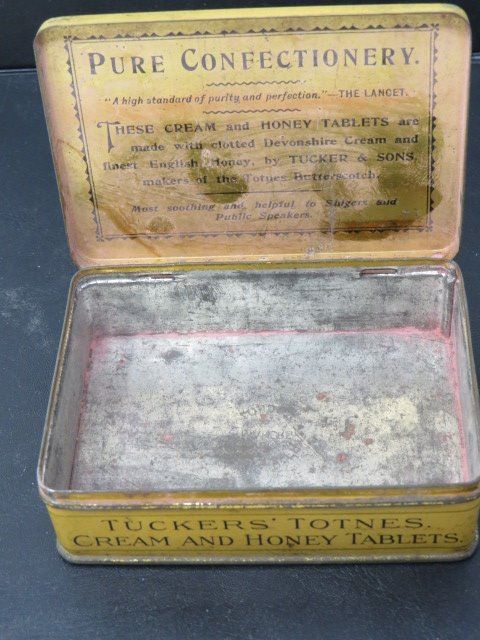 PURE CONFECTIONERY.
"A high standard of purity and perfection."—THE LANCET.
THESE CREAM and HONEY TABLETS are
made with clotted Devonshire Cream and
finest English Honey, by TUCKER & SONS,
makers of the Totnes Butterscotch.
Most soothing and helpful to Singers and
Public Speakers.
TUCKERS' TOTNES.
CREAM AND HONEY TABLETS.